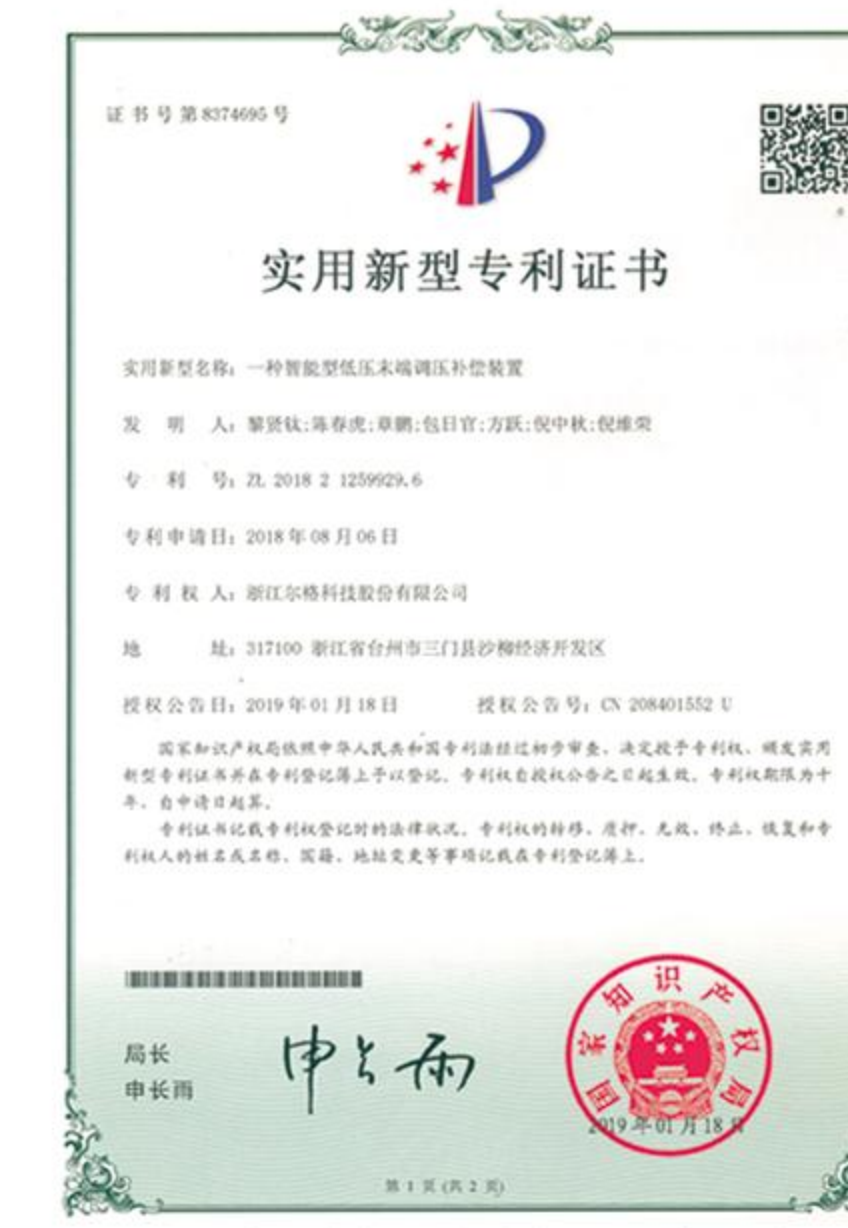 证书号第8374695号
实用新型专利证书
实用新型名称：一种智能型低压末端调压补偿装置
发 明 人：黎贤钛;陈春虎;章鹏;包日官;方跃;倪中秋;倪维荣
专 利 号：ZL 2018 2 1259929.6
专利申请日：2018年08月06日
专 利 权 人：浙江尔格科技股份有限公司
地 址：317100 浙江省台州市三门县沙柳经济开发区
授权公告日：2019年01月18日 授权公告号：CN 208401552 U
国家知识产权局依照中华人民共和国专利法经过初步审查，决定授予专利权，颁发实用
新型专利证书并在专利登记簿上予以登记。专利权自授权公告之日起生效。专利权期限为十
年，自申请日起算。
专利证书记载专利权登记时的法律状况。专利权的转移、质押、无效、终止、恢复和专
利权人的姓名或名称、国籍、地址变更等事项记载在专利登记簿上。
局长
申长雨
申长雨
国家知识产权局
2019年01月18日
第 1 页 (共 2 页)